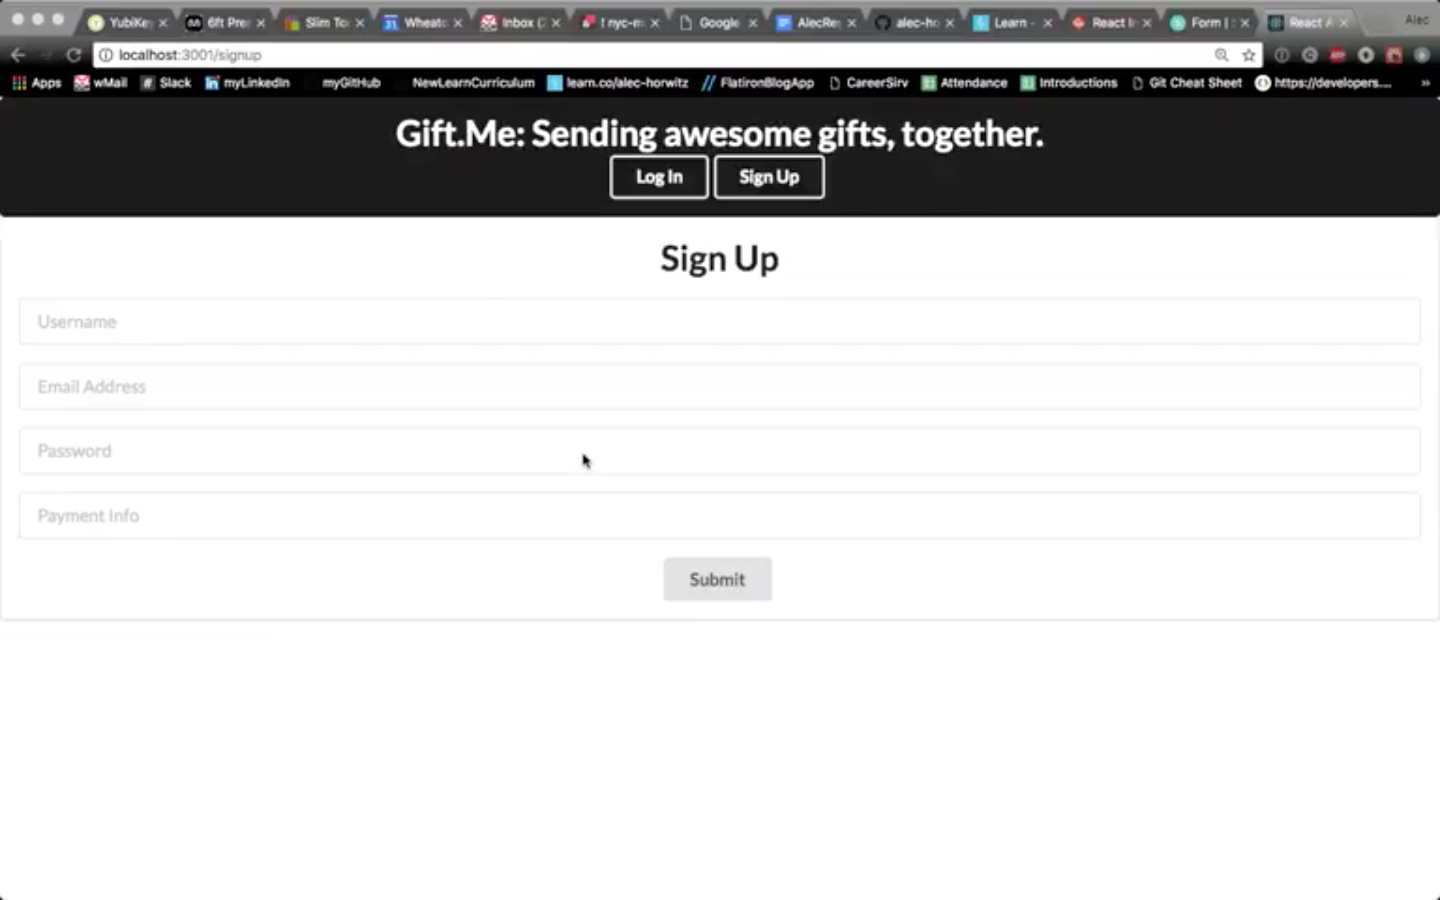 YubiKe
6ft Pre
Slim To
Wheato
Inbox (2
! nyc-m
Google
AlecRe
alec-ho
Learn -
React I
Form |
React A
Alec
localhost:3001/signup
Apps wMail Slack myLinkedIn myGitHub NewLearnCurriculum learn.co/alec-horwitz FlatironBlogApp CareerSirv Attendance Introductions Git Cheat Sheet https://developers.... »
Gift.Me: Sending awesome gifts, together.
Log In Sign Up
Sign Up
Username
Email Address
Password
Payment Info
Submit